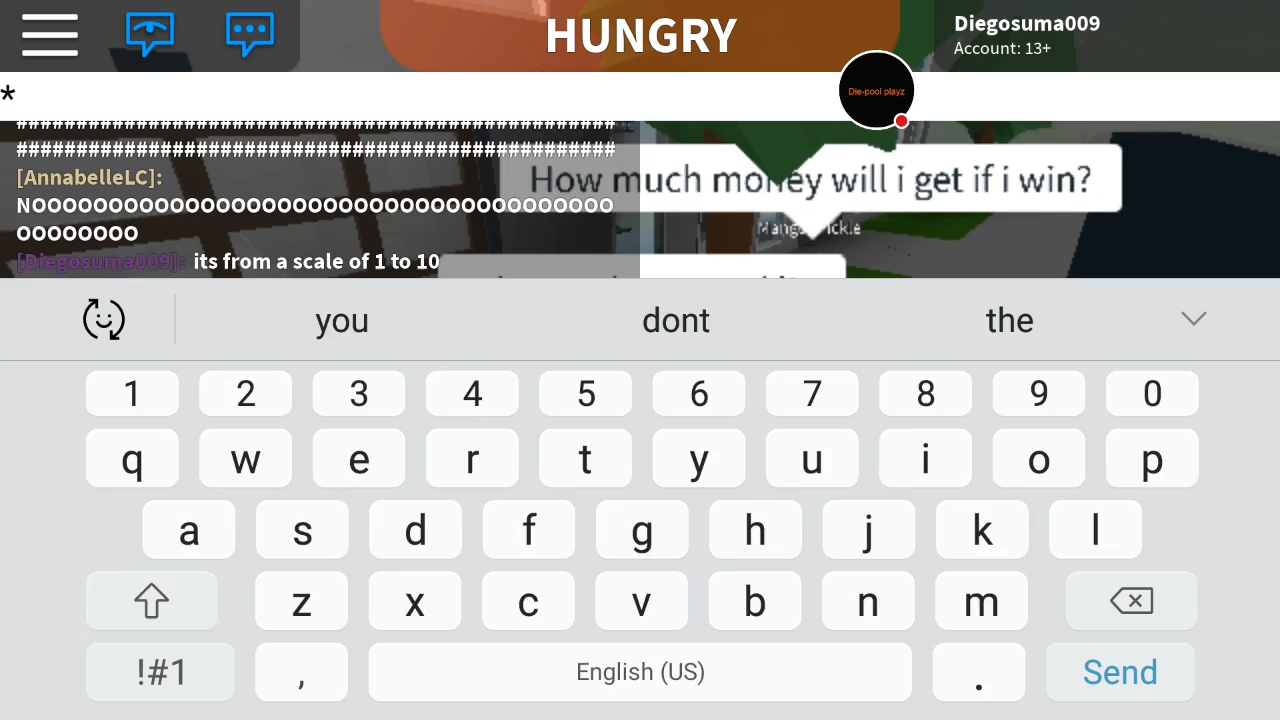 HUNGRY
Diegosuma009
Account: 13+
*
Die-pool playz
##################################################
##################################################
[AnnabelleLC]:
NOOOOOOOOOOOOOOOOOOOOOOOOOOOOOOOOOOOOOO
OOOOOOOO
[Diegosuma009]: its from a scale of 1 to 10
How much money will i get if i win?
you dont the
1 2 3 4 5 6 7 8 9 0
q w e r t y u i o p
a s d f g h j k l
z x c v b n m
!#1 , English (US) . Send